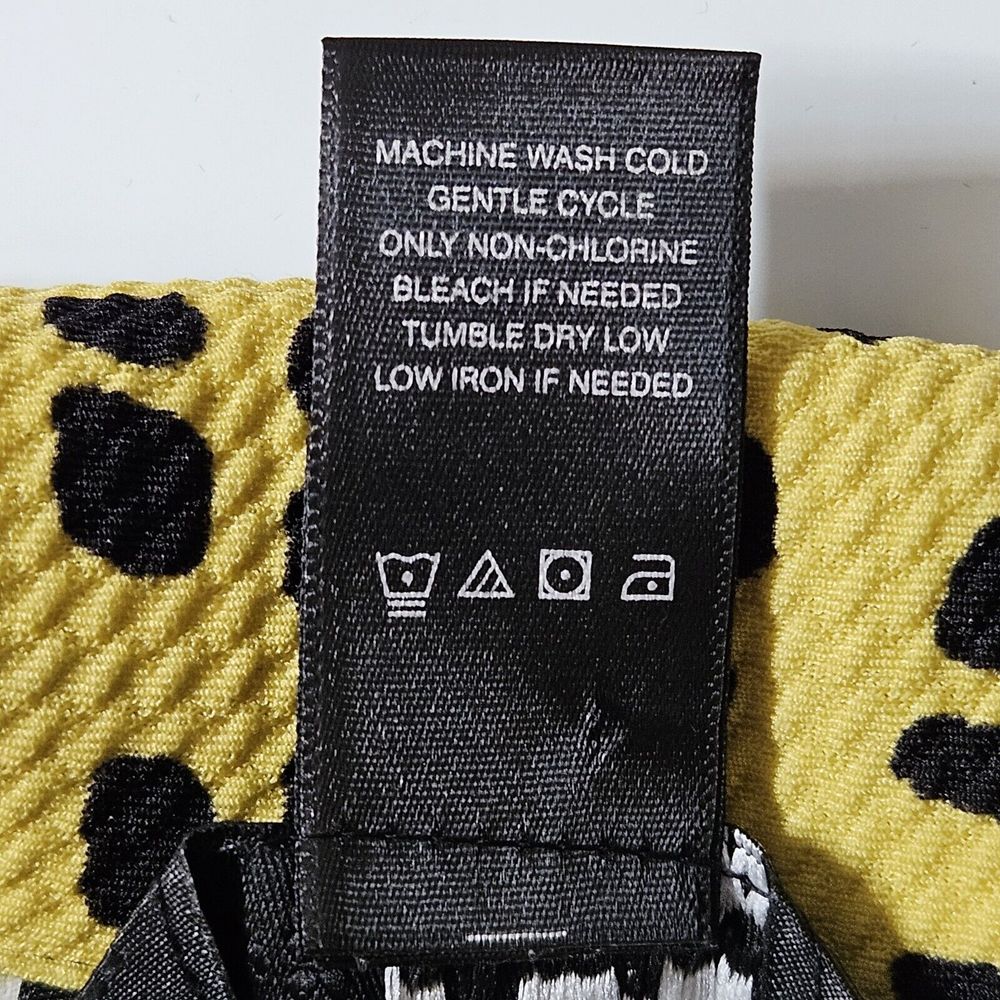 MACHINE WASH COLD
GENTLE CYCLE
ONLY NON-CHLORINE
BLEACH IF NEEDED
TUMBLE DRY LOW
LOW IRON IF NEEDED